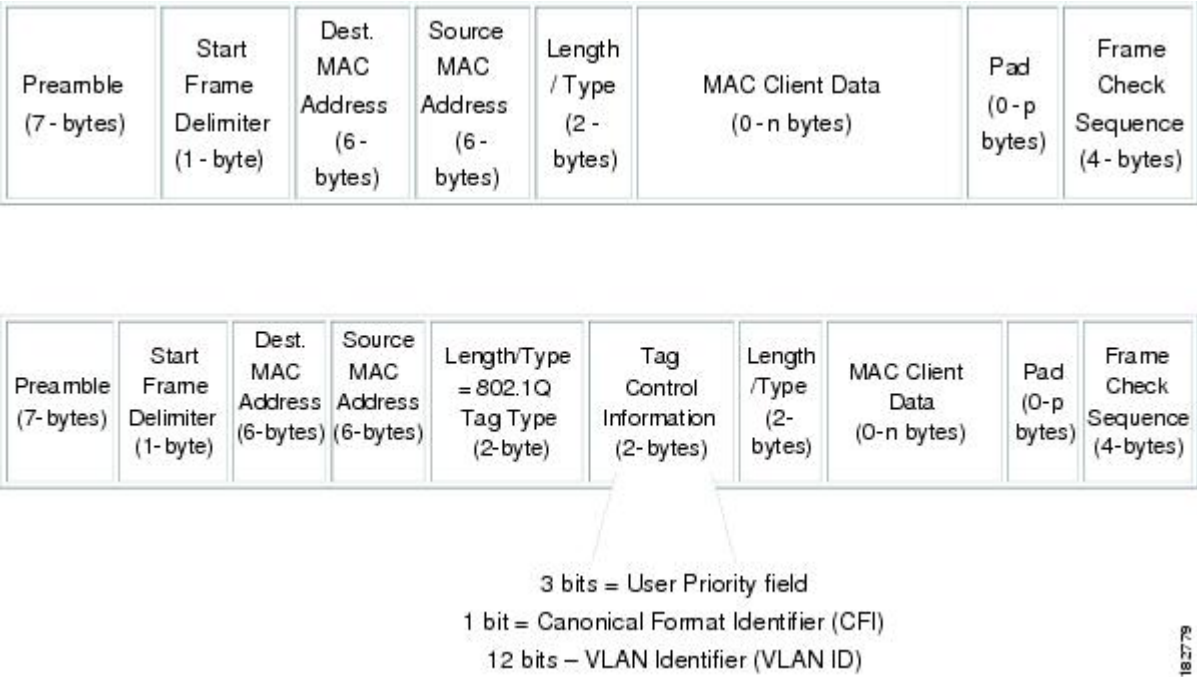 Preamble
(7 - bytes)
Start
Frame
Delimiter
(1 - byte)
Dest.
MAC
Address
(6 -
bytes)
Source
MAC
Address
(6 -
bytes)
Length
/ Type
(2 -
bytes)
MAC Client Data
(0 - n bytes)
Pad
(0 - p
bytes)
Frame
Check
Sequence
(4 - bytes)
Preamble
(7- bytes)
Start
Frame
Delimiter
(1- byte)
Dest.
MAC
Address
(6-bytes)
Source
MAC
Address
(6-bytes)
Length/Type
= 802.1Q
Tag Type
(2-byte)
Tag
Control
Information
(2- bytes)
Length
/Type
(2-
bytes)
MAC Client
Data
(0-n bytes)
Pad
(0-p
bytes)
Frame
Check
Sequence
(4-bytes)
3 bits = User Priority field
1 bit = Canonical Format Identifier (CFI)
12 bits – VLAN Identifier (VLAN ID)
182779